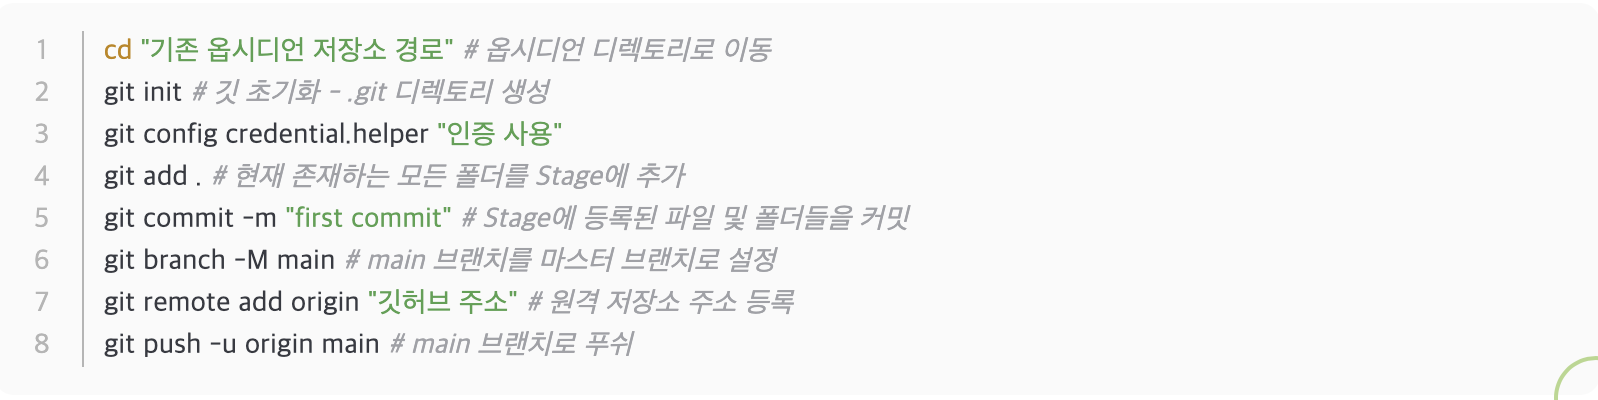 1 cd "기존 옵시디언 저장소 경로" # 옵시디언 디렉토리로 이동
2 git init # 깃 초기화 - .git 디렉토리 생성
3 git config credential.helper "인증 사용"
4 git add . # 현재 존재하는 모든 폴더를 Stage에 추가
5 git commit -m "first commit" # Stage에 등록된 파일 및 폴더들을 커밋
6 git branch -M main # main 브랜치를 마스터 브랜치로 설정
7 git remote add origin "깃허브 주소" # 원격 저장소 주소 등록
8 git push -u origin main # main 브랜치로 푸쉬